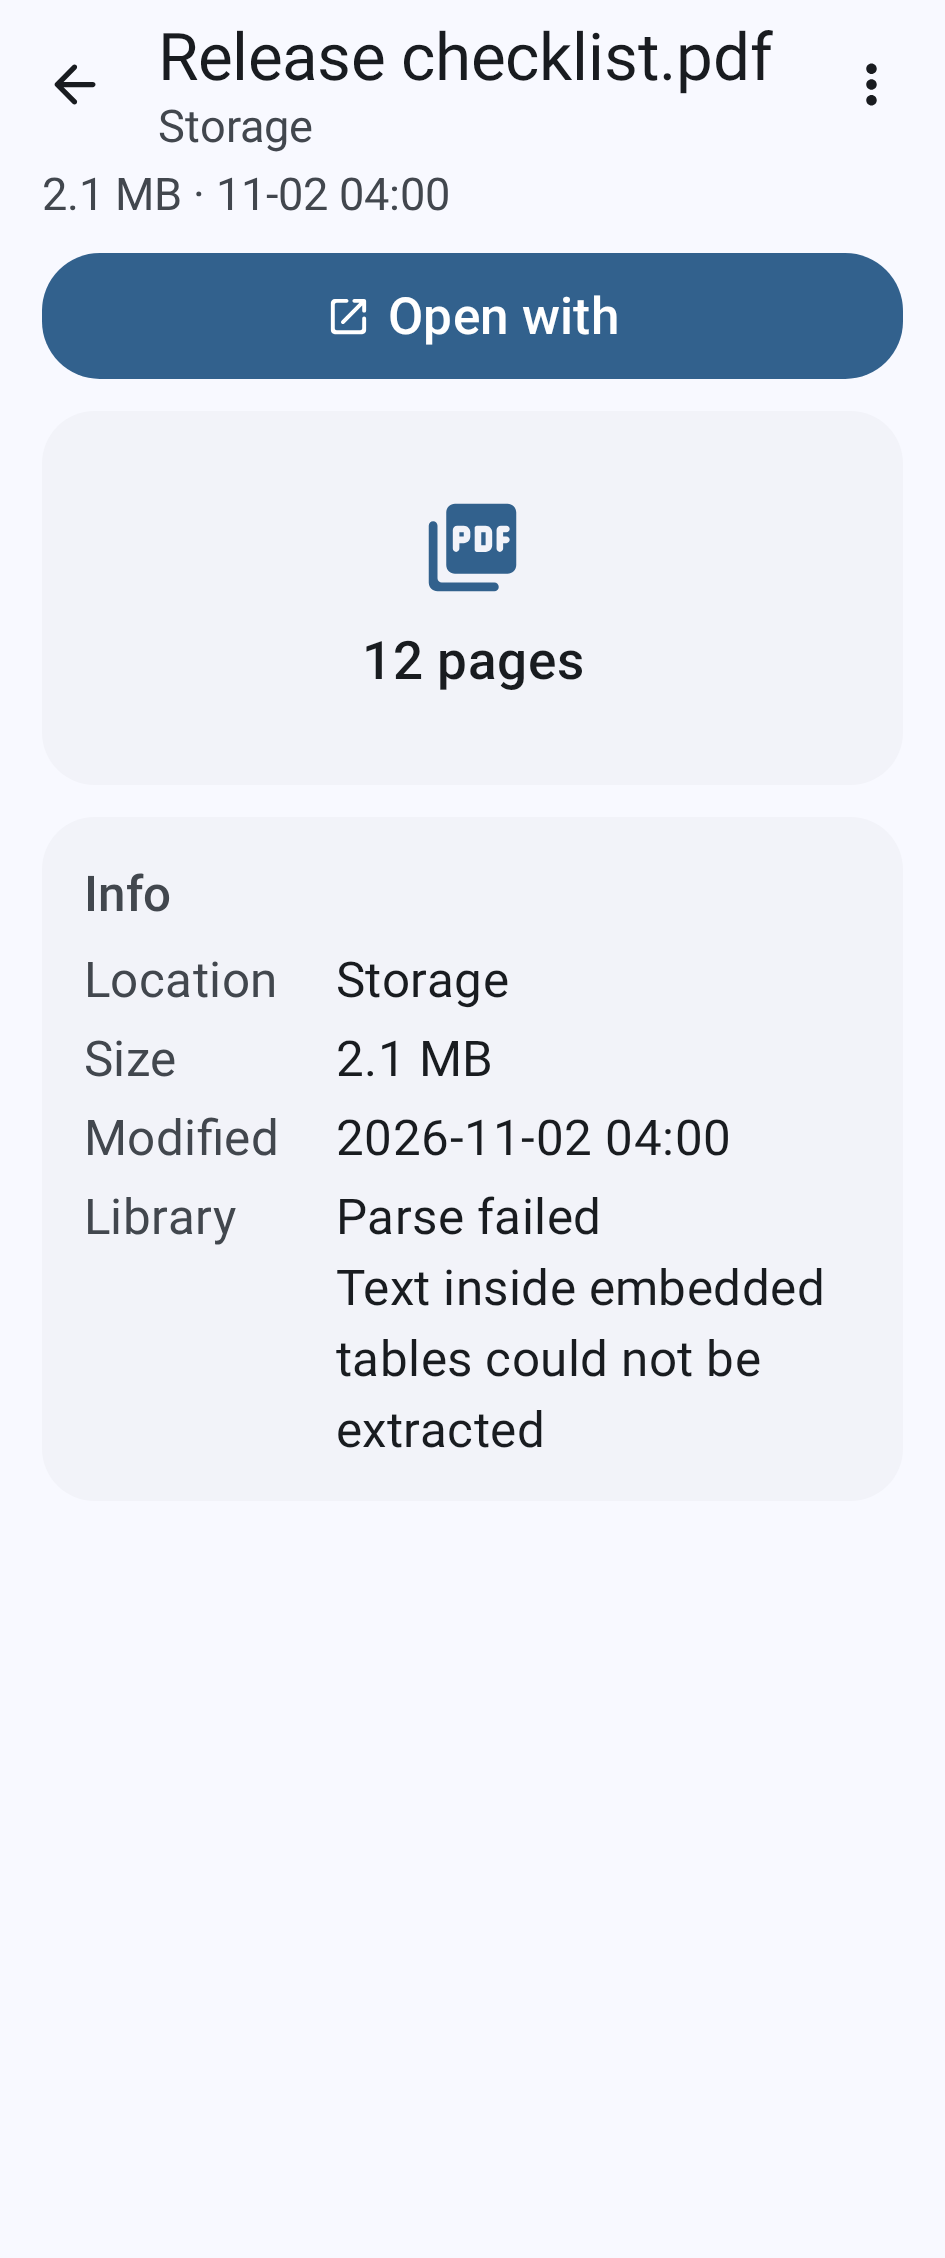 Release checklist.pdf
Storage
2.1 MB · 11-02 04:00
Open with
PDF
12 pages
Info
Location Storage
Size 2.1 MB
Modified 2026-11-02 04:00
Library Parse failed
Text inside embedded
tables could not be
extracted